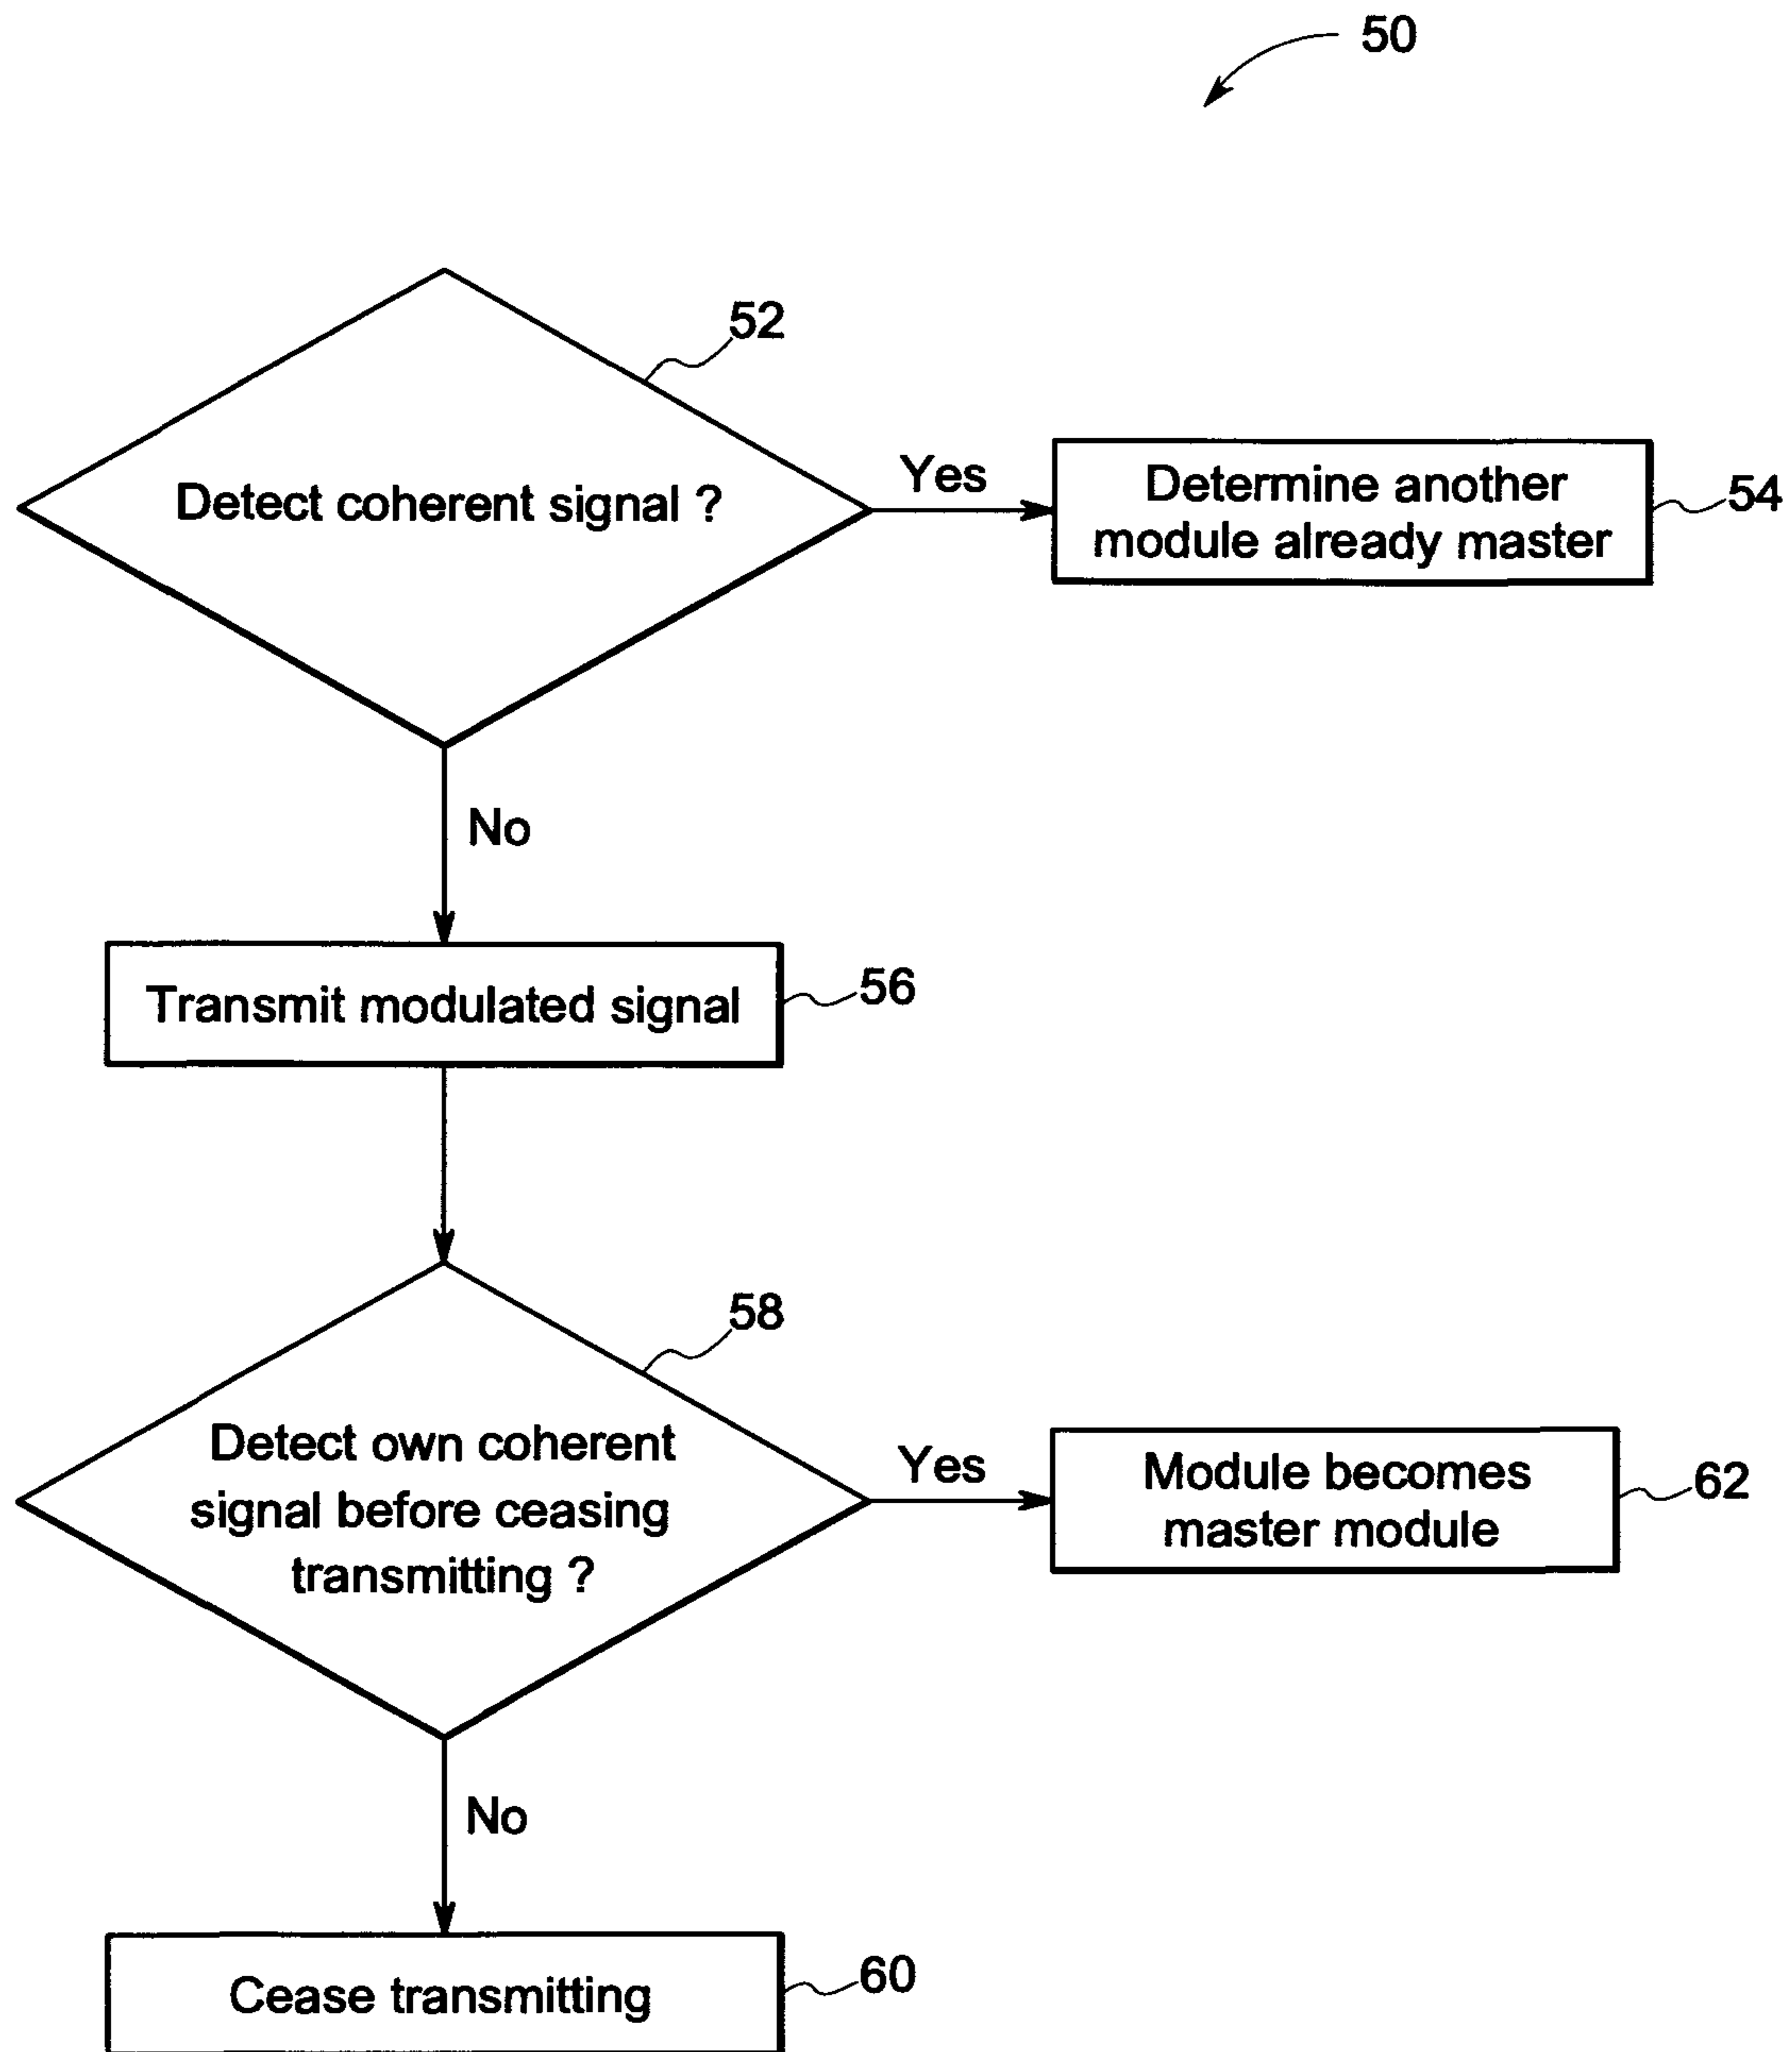 50
52
Detect coherent signal ?
Yes
Determine another
module already master
54
No
Transmit modulated signal
56
58
Detect own coherent
signal before ceasing
transmitting ?
Yes
Module becomes
master module
62
No
Cease transmitting
60